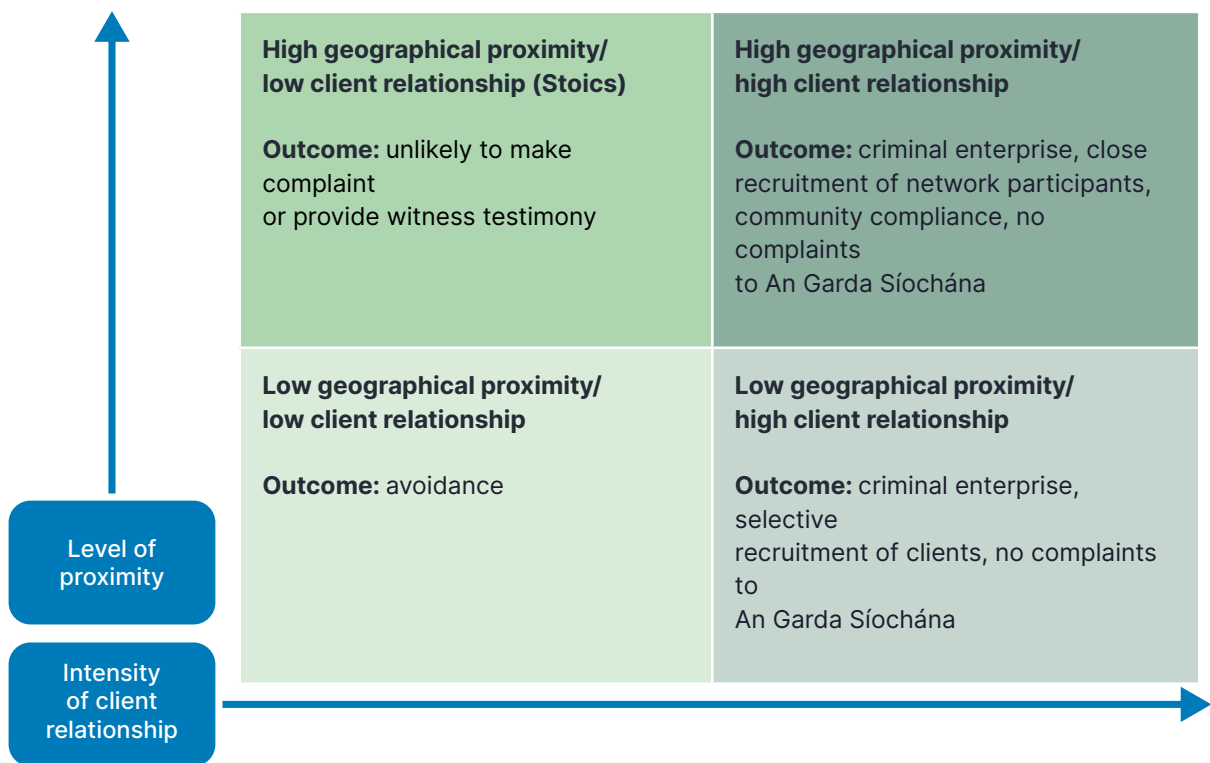 High geographical proximity/
low client relationship (Stoics)
Outcome: unlikely to make
complaint
or provide witness testimony
High geographical proximity/
high client relationship
Outcome: criminal enterprise, close
recruitment of network participants,
community compliance, no
complaints
to An Garda Síochána
Low geographical proximity/
low client relationship
Outcome: avoidance
Low geographical proximity/
high client relationship
Outcome: criminal enterprise,
selective
recruitment of clients, no complaints
to
An Garda Síochána
Level of
proximity
Intensity
of client
relationship